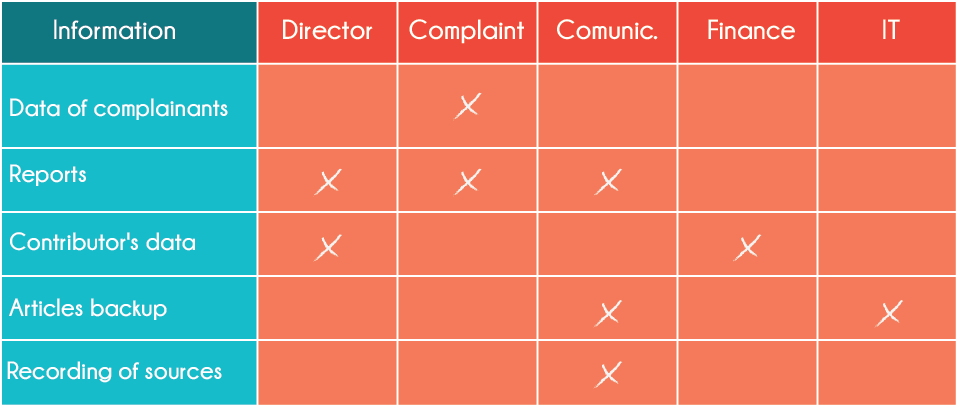 Information Director Complaint Comunic. Finance IT
Data of complainants X
Reports X X X
Contributor's data X X
Articles backup X X
Recording of sources X